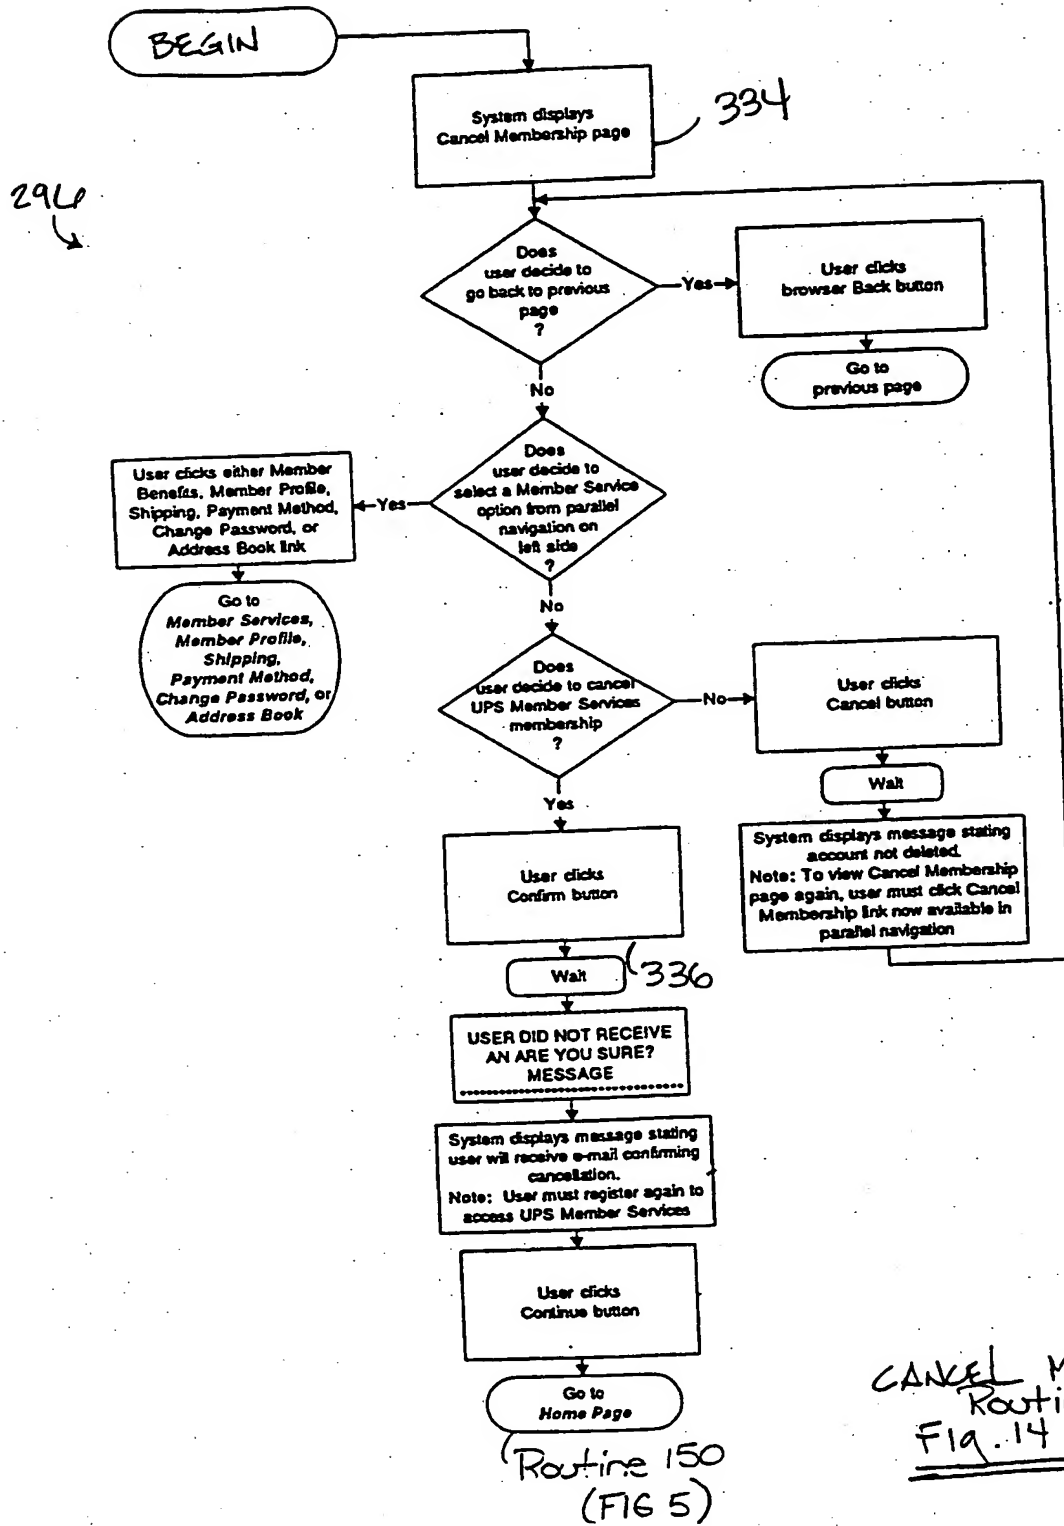 BEGIN
System displays
Cancel Membership page
334
Does
user decide to
go back to previous
page
?
Yes
User clicks
browser Back button
Go to
previous page
No
Does
user decide to
select a Member Service
option from parallel
navigation on
left side
?
Yes
User clicks either Member
Benefits, Member Profile,
Shipping, Payment Method,
Change Password, or
Address Book link
Go to
Member Services,
Member Profile,
Shipping,
Payment Method,
Change Password, or
Address Book
No
Does
user decide to cancel
UPS Member Services
membership
?
No
User clicks
Cancel button
Wait
System displays message stating
account not deleted.
Note: To view Cancel Membership
page again, user must click Cancel
Membership link now available in
parallel navigation
Yes
User clicks
Confirm button
Wait
336
USER DID NOT RECEIVE
AN ARE YOU SURE?
MESSAGE
System displays message stating
user will receive e-mail confirming
cancellation.
Note: User must register again to
access UPS Member Services
User clicks
Continue button
Go to
Home Page
Routine 150
(FIG 5)
CANCEL
Fig. 14